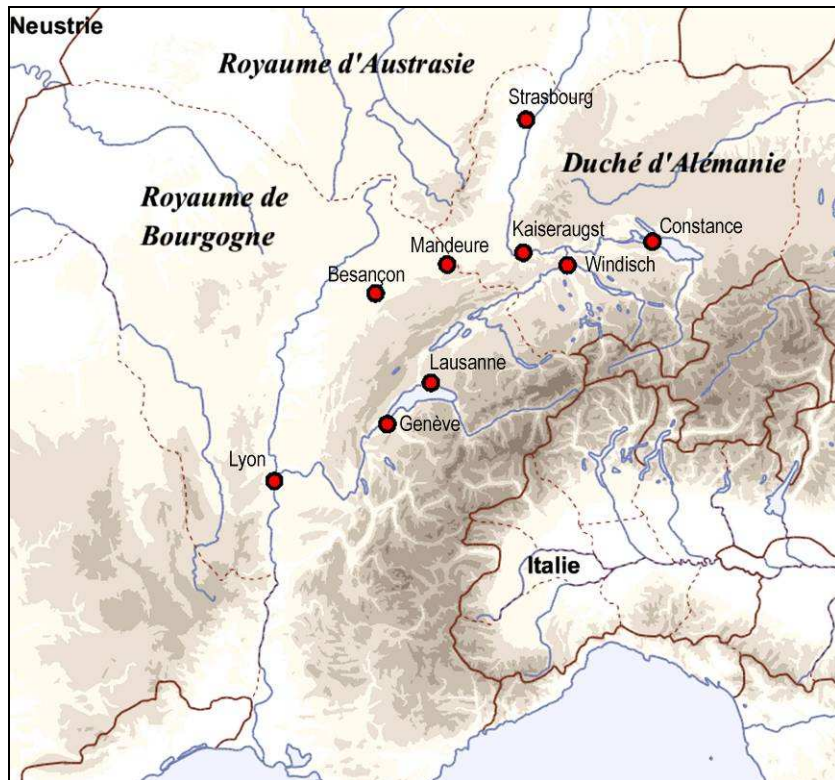 Neustrie
Royaume d'Austrasie
Strasbourg
Duché d'Alémanie
Royaume de
Bourgogne
Constance
Kaiseraugst
Mandeure
Windisch
Besançon
Lausanne
Genève
Lyon
Italie